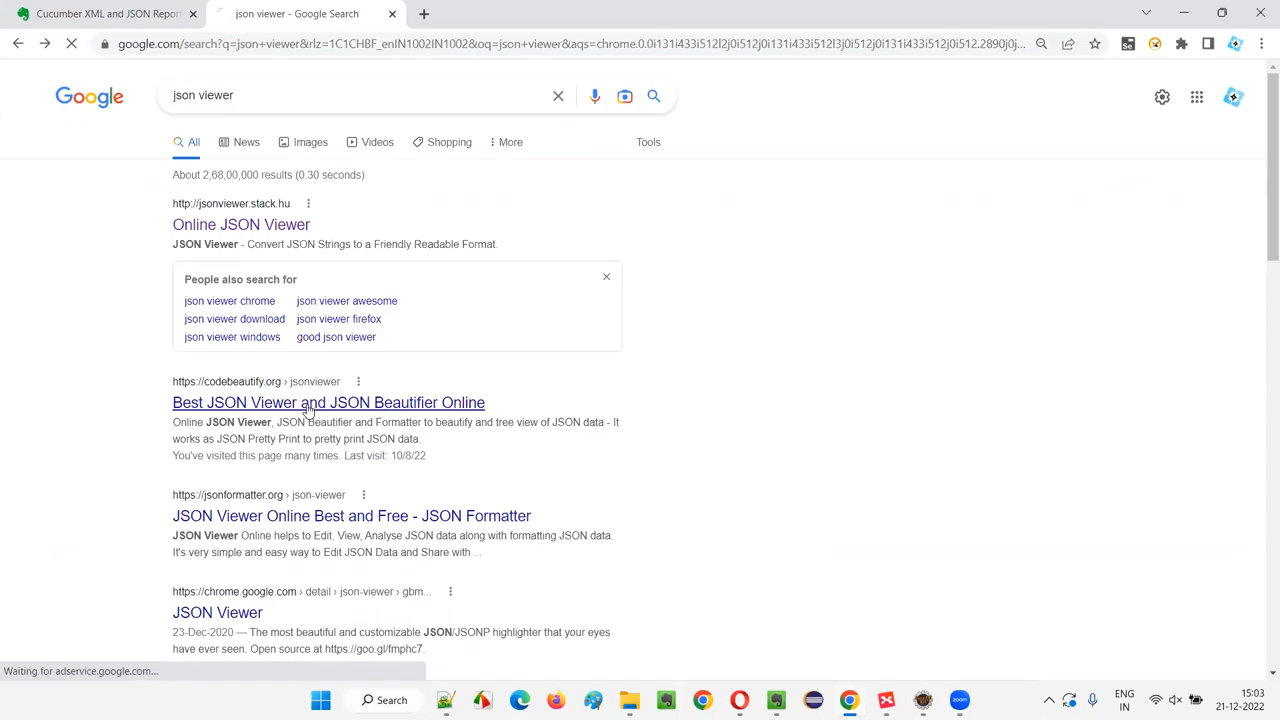 Cucumber XML and JSON Report
json viewer - Google Search
google.com/search?q=json+viewer&rlz=1C1CHBF_enIN1006IN1002&oq=json+viewer&aqs=chrome.0.0i131i433i512l2j0i512j0i131i433i512l3j0i512j0i131i433i512j0i512.2890j0j...
Google
json viewer
All
News
Images
Videos
Shopping
More
Tools
About 2,68,00,000 results (0.30 seconds)
http://jsonviewer.stack.hu
Online JSON Viewer
JSON Viewer - Convert JSON Strings to a Friendly Readable Format.
People also search for
json viewer chrome
json viewer awesome
json viewer download
json viewer firefox
json viewer windows
good json viewer
https://codebeautify.org › jsonviewer
Best JSON Viewer and JSON Beautifier Online
Online JSON Viewer, JSON Beautifier and Formatter to beautify and tree view of JSON data - It
works as JSON Pretty Print to pretty print JSON data.
You've visited this page many times. Last visit: 10/8/22
https://jsonformatter.org › json-viewer
JSON Viewer Online Best and Free - JSON Formatter
JSON Viewer Online helps to Edit, View, Analyse JSON data along with formatting JSON data.
It's very simple and easy way to Edit JSON Data and Share with ...
https://chrome.google.com › detail › json-viewer › gbm...
JSON Viewer
23-Dec-2020 — The most beautiful and customizable JSON/JSONP highlighter that your eyes
have ever seen. Open source at https://goo.gl/fmphc7.
Waiting for adservice.google.com...
Search
ENG
IN
15:03
21-12-2022